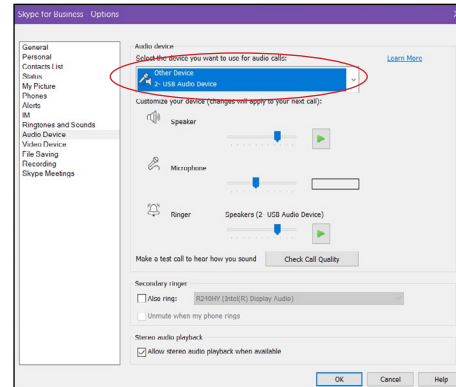 Skype for Business   Options
General
Personal
Contacts List
Status
My Picture
Phones
Alerts
IM
Ringtones and Sounds
Audio Device
Video Device
File Saving
Recording
Skype Meetings
Audio device
Select the device you want to use for audio calls:
Learn More
Other Device
2- USB Audio Device
Customize your device (changes will apply to your next call):
Speaker
Microphone
Ringer
Speakers (2  USB Audio Device)
Make a test call to hear how you sound
Check Call Quality
Secondary ringer
Also ring:
R240HY (Intel(R) Display Audio)
Unmute when my phone rings
Stereo audio playback
Allow stereo audio playback when available
OK
Cancel
Help